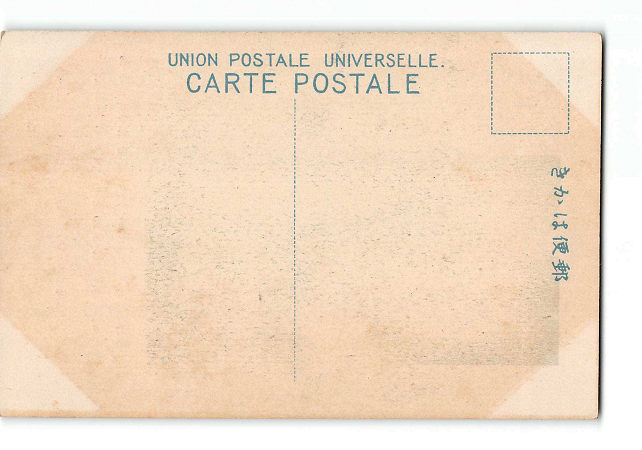 UNION POSTALE UNIVERSELLE.
CARTE POSTALE
郵便はかき